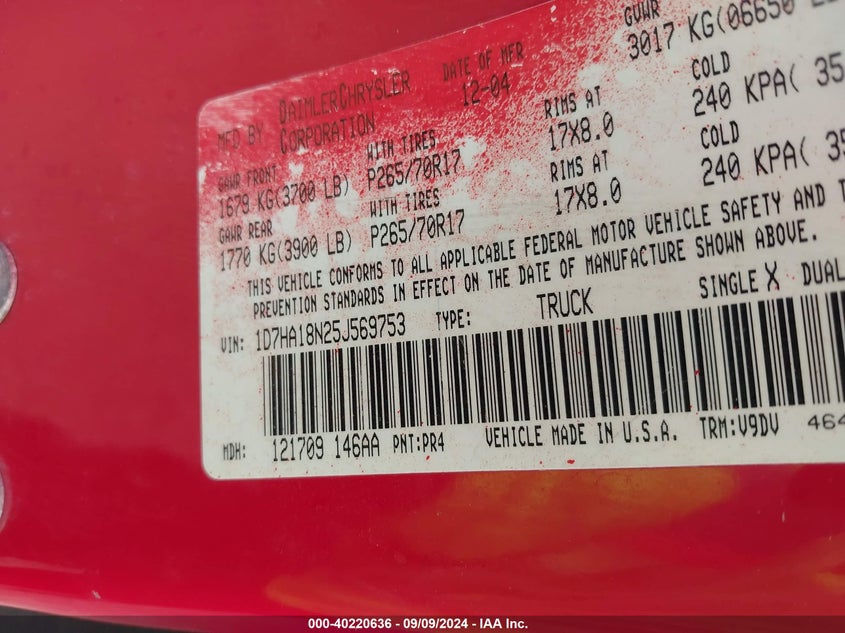 MFD BY DAIMLERCHRYSLER CORPORATION
DATE OF MFR 12-04
GVWR 3017 KG(06650
GAWR FRONT 1678 KG(3700 LB)
WITH TIRES P265/70R17
RIMS AT 17X8.0
COLD 240 KPA( 35
GAWR REAR 1770 KG(3900 LB)
WITH TIRES P265/70R17
RIMS AT 17X8.0
COLD 240 KPA( 35
THIS VEHICLE CONFORMS TO ALL APPLICABLE FEDERAL MOTOR VEHICLE SAFETY AND
PREVENTION STANDARDS IN EFFECT ON THE DATE OF MANUFACTURE SHOWN ABOVE.
VIN: 1D7HA18N25J569753 TYPE: TRUCK SINGLE X DUAL
MDH: 121709 146AA PNT:PR4 VEHICLE MADE IN U.S.A. TRM:V9DV 464
000-40220636 - 09/09/2024 - IAA Inc.